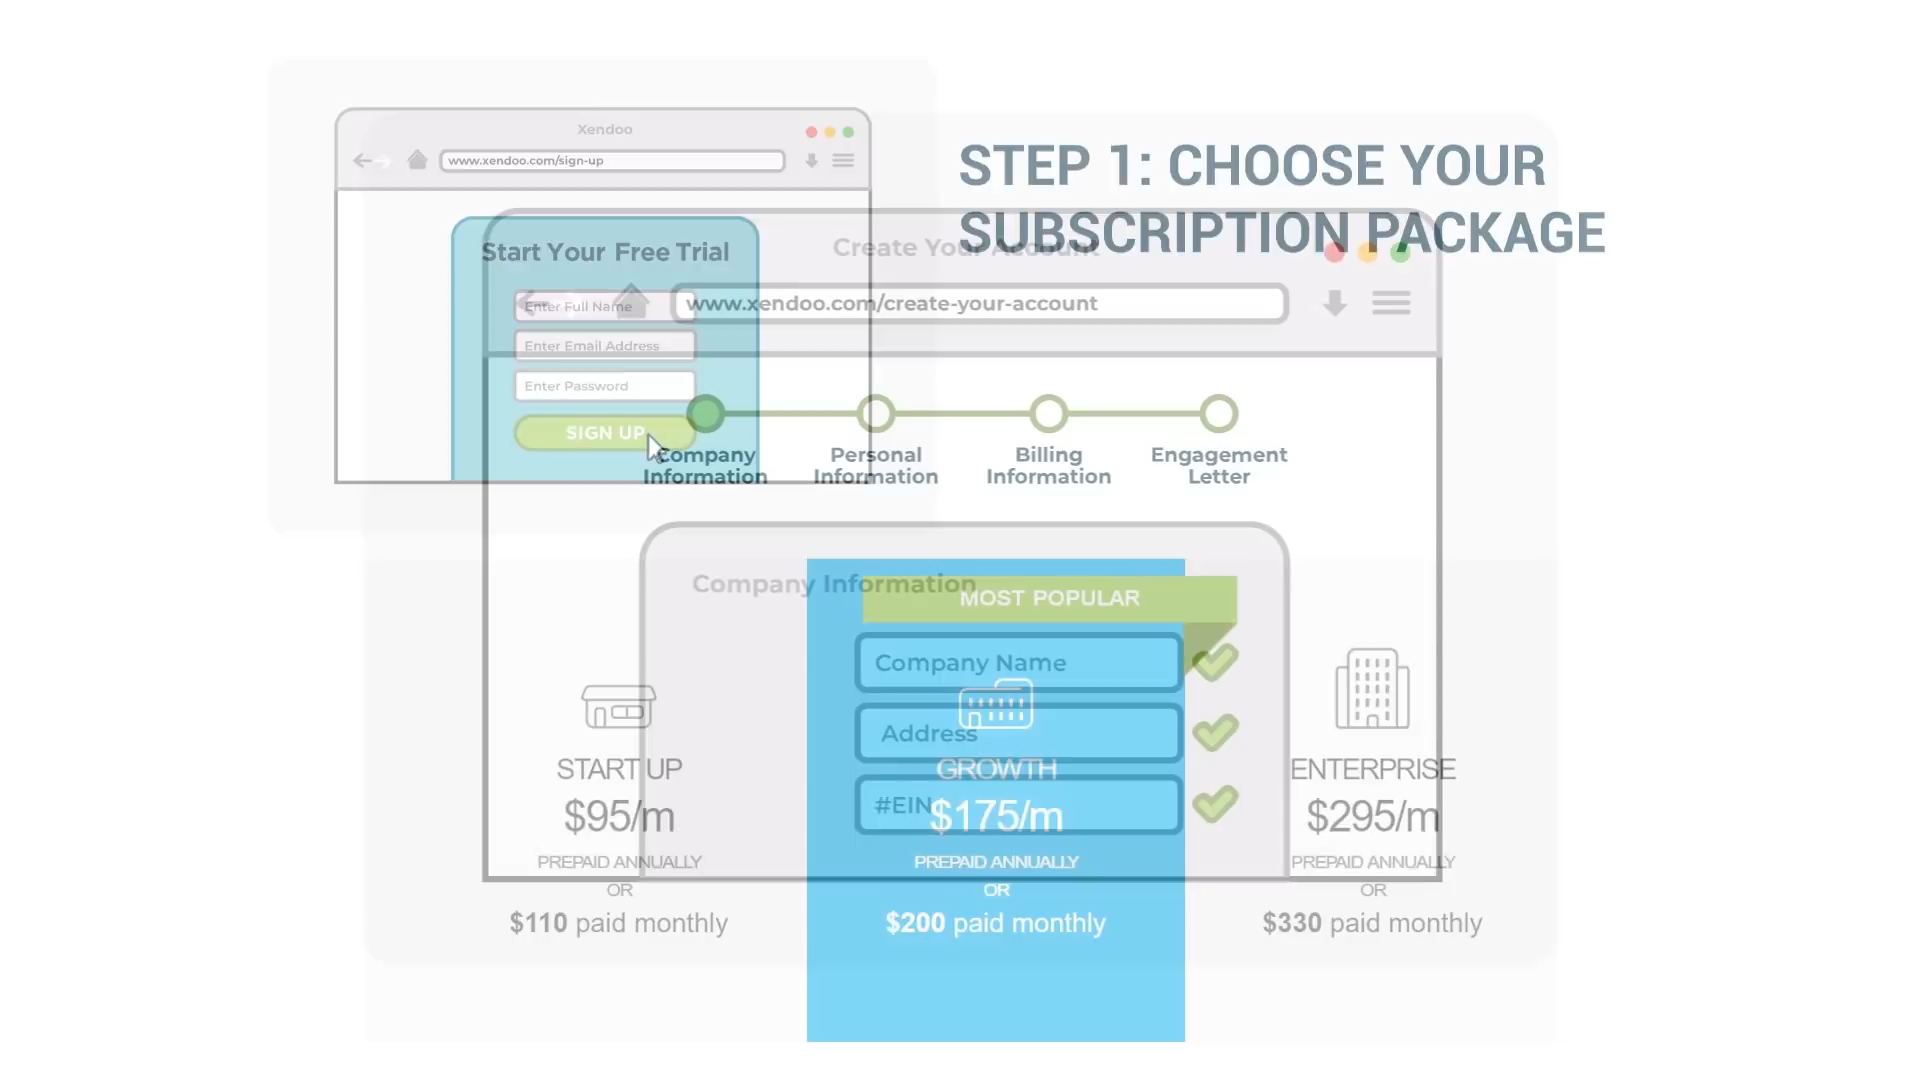 Xendoo
www.xendoo.com/sign-up
STEP 1: CHOOSE YOUR
SUBSCRIPTION PACKAGE
Start Your Free Trial
Enter Full Name
Enter Email Address
Enter Password
SIGN UP
Create Your Account
www.xendoo.com/create-your-account
Company
Information
Personal
Information
Billing
Information
Engagement
Letter
Company Information
MOST POPULAR
Company Name
Address
#EIN
START UP
$95/m
PREPAID ANNUALLY
OR
$110 paid monthly
GROWTH
$175/m
PREPAID ANNUALLY
OR
$200 paid monthly
ENTERPRISE
$295/m
PREPAID ANNUALLY
OR
$330 paid monthly